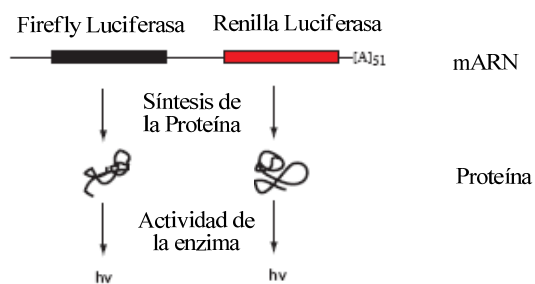 Firefly Luciferasa
Renilla Luciferasa
[A]51
mARN
Síntesis de
la Proteína
Proteína
Actividad de
la enzima
hν
hν